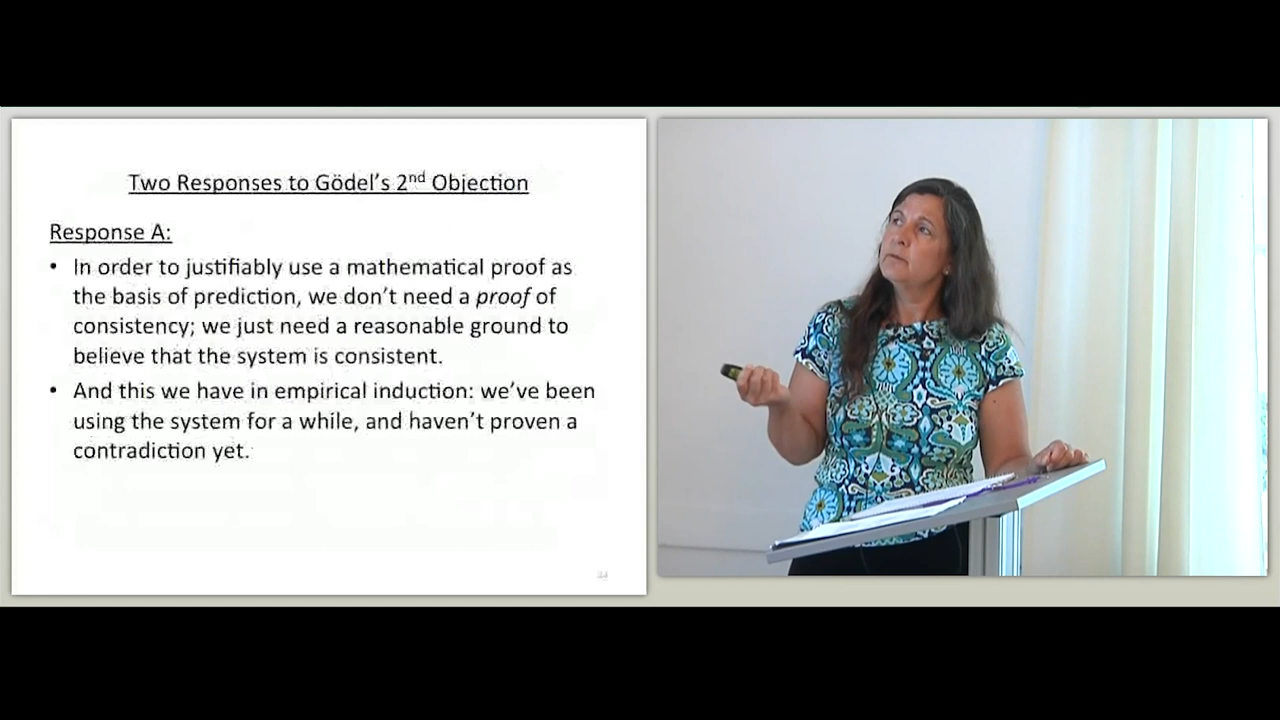 Two Responses to Gödel's 2nd Objection
Response A:
• In order to justifiably use a mathematical proof as
the basis of prediction, we don't need a proof of
consistency; we just need a reasonable ground to
believe that the system is consistent.
• And this we have in empirical induction: we've been
using the system for a while, and haven't proven a
contradiction yet.